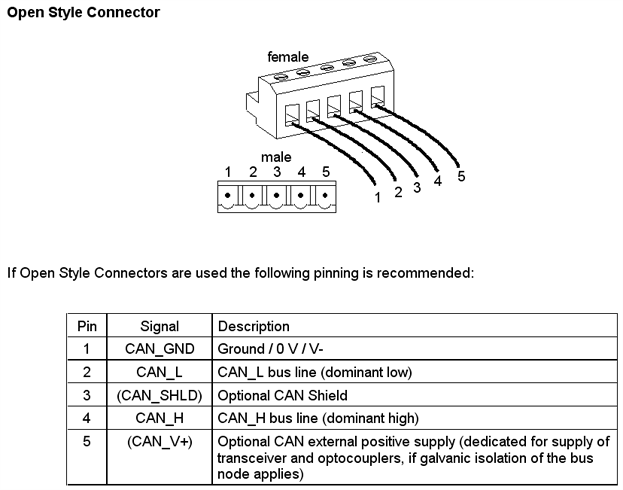 Open Style Connector
female
male
1 2 3 4 5
1 2 3 4 5
If Open Style Connectors are used the following pinning is recommended:
Pin Signal Description
1 CAN_GND Ground / 0 V / V-
2 CAN_L CAN_L bus line (dominant low)
3 (CAN_SHLD) Optional CAN Shield
4 CAN_H CAN_H bus line (dominant high)
5 (CAN_V+) Optional CAN external positive supply (dedicated for supply of
transceiver and optocouplers, if galvanic isolation of the bus
node applies)